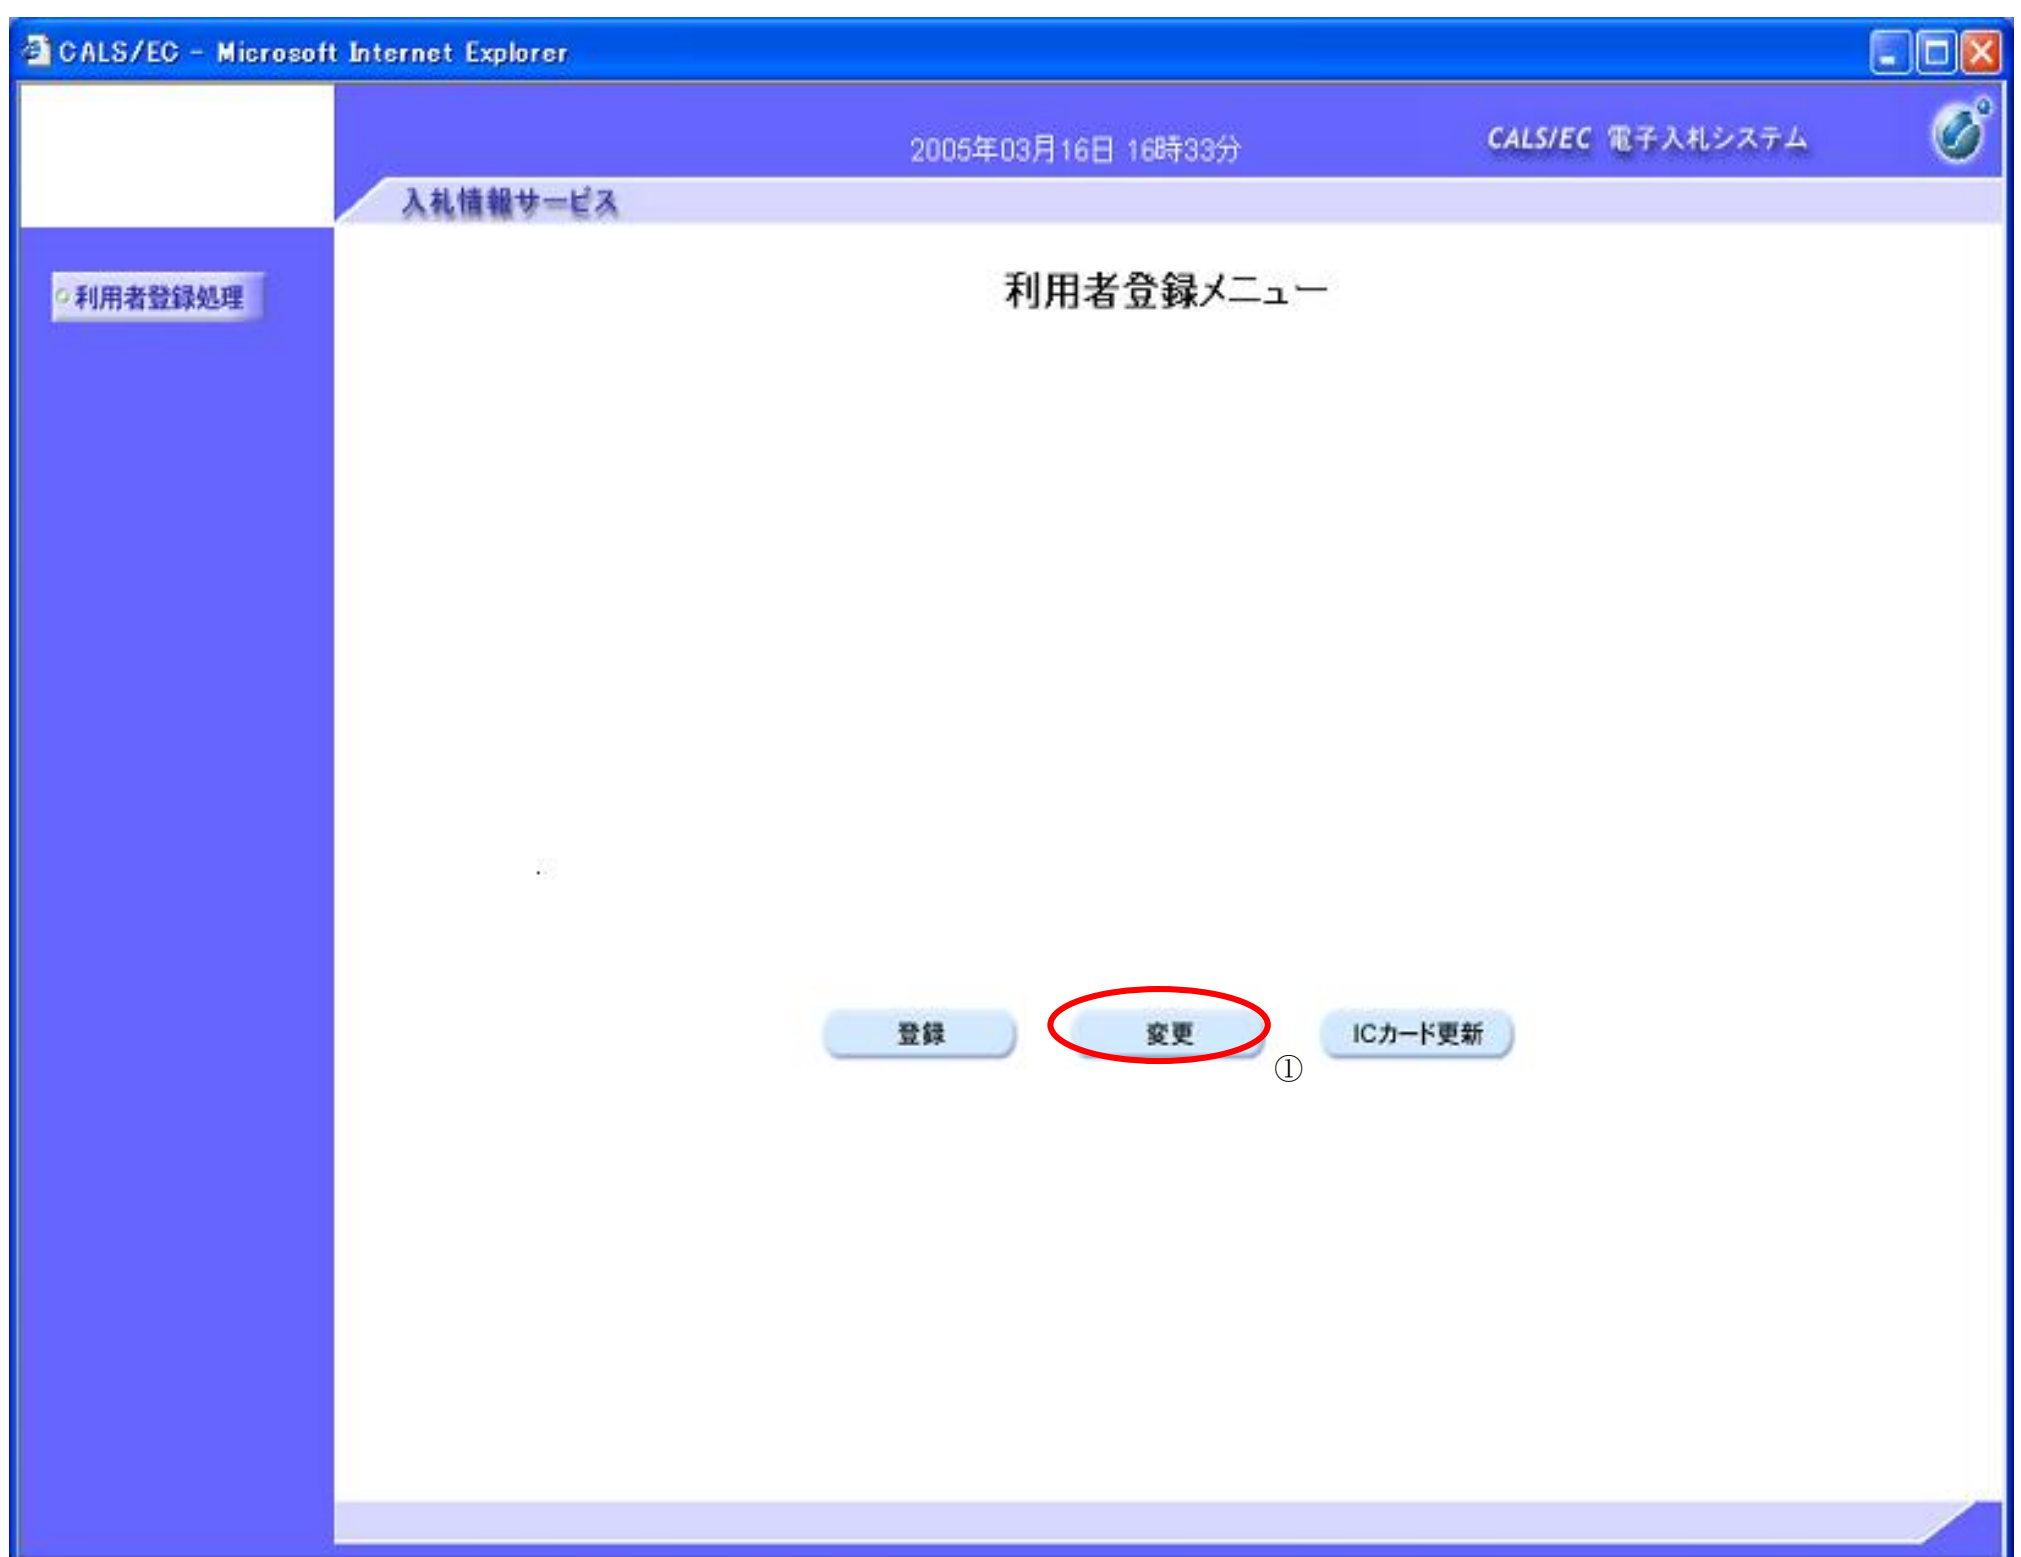 CALS/EC - Microsoft Internet Explorer
2005年03月16日 16時33分
CALS/EC 電子入札システム
入札情報サービス
利用者登録処理
利用者登録メニュー
登録
変更
ICカード更新
①